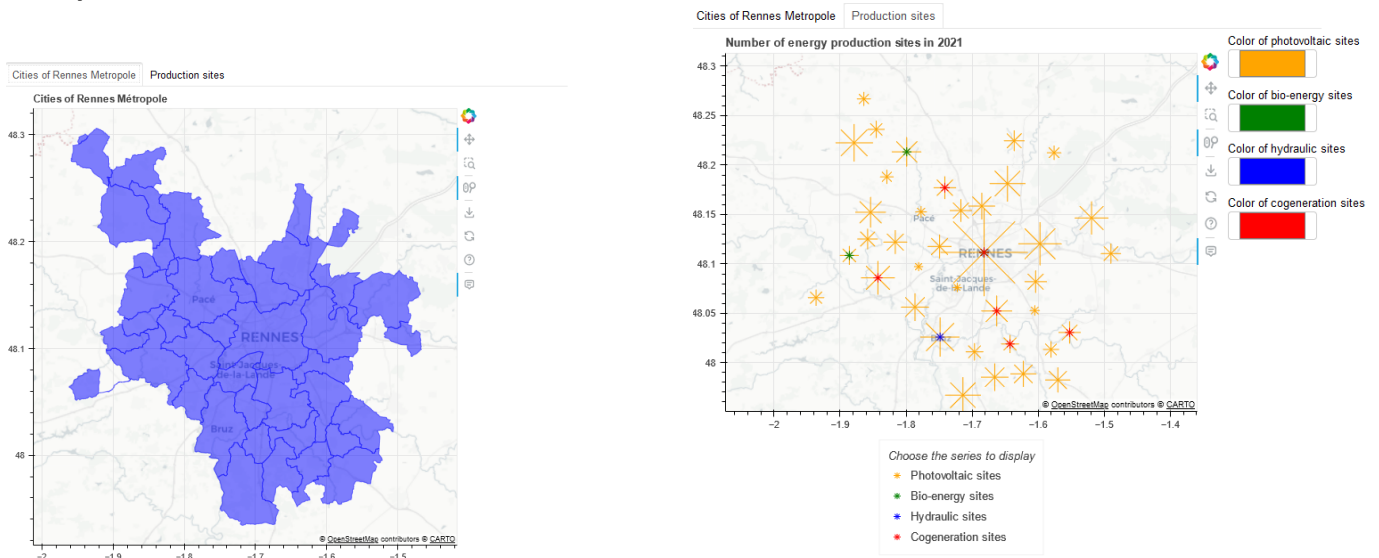 Cities of Rennes Metropole Production sites
Cities of Rennes Métropole
48.3
48.2
48.1
48
Pacé
RENNES
Saint-Jacques-
de-la-Lande
Bruz
© OpenStreetMap contributors © CARTO
−2 −1.9 −1.8 −1.7 −1.6 −1.5
Cities of Rennes Metropole Production sites
Number of energy production sites in 2021
48.3
48.25
48.2
48.15
48.1
48.05
48
Pacé
RENNES
Saint-Jacques-
de-la-Lande
Bruz
© OpenStreetMap contributors © CARTO
−2 −1.9 −1.8 −1.7 −1.6 −1.5 −1.4
Color of photovoltaic sites
Color of bio-energy sites
Color of hydraulic sites
Color of cogeneration sites
Choose the series to display
Photovoltaic sites
Bio-energy sites
Hydraulic sites
Cogeneration sites